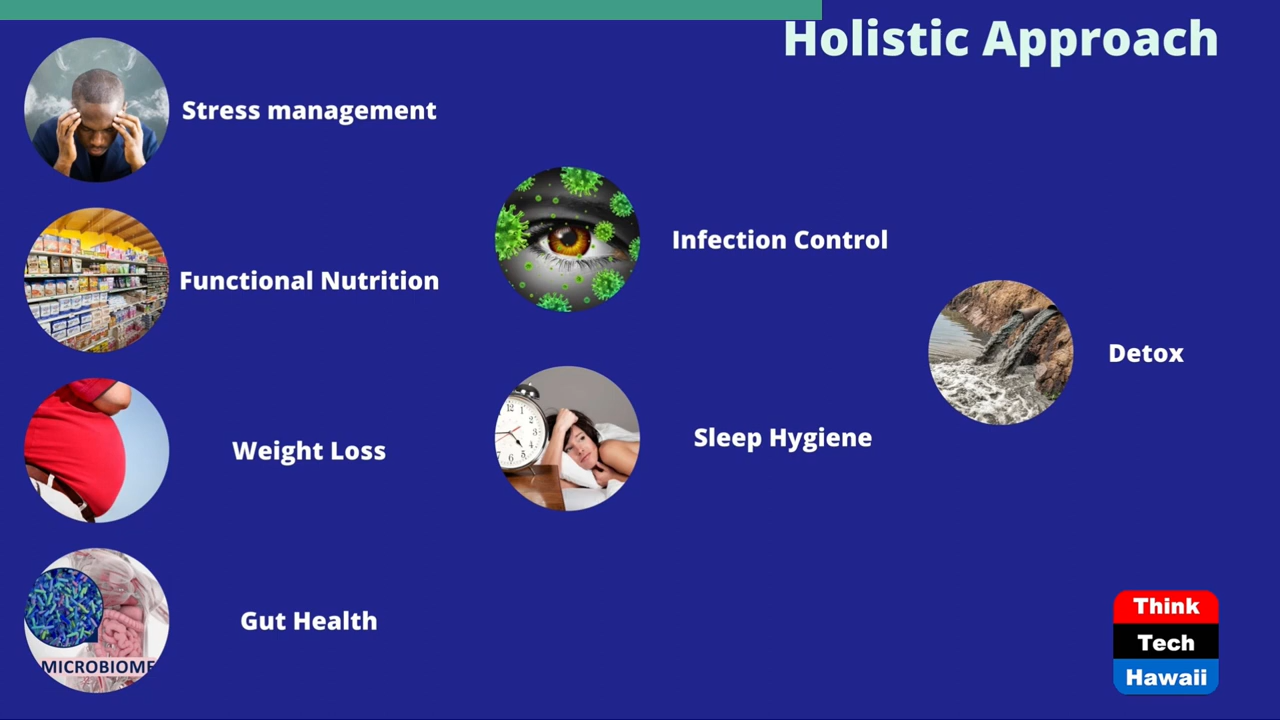 Holistic Approach
Stress management
Functional Nutrition
Weight Loss
Gut Health
MICROBIOME
Infection Control
Sleep Hygiene
Detox
Think
Tech
Hawaii